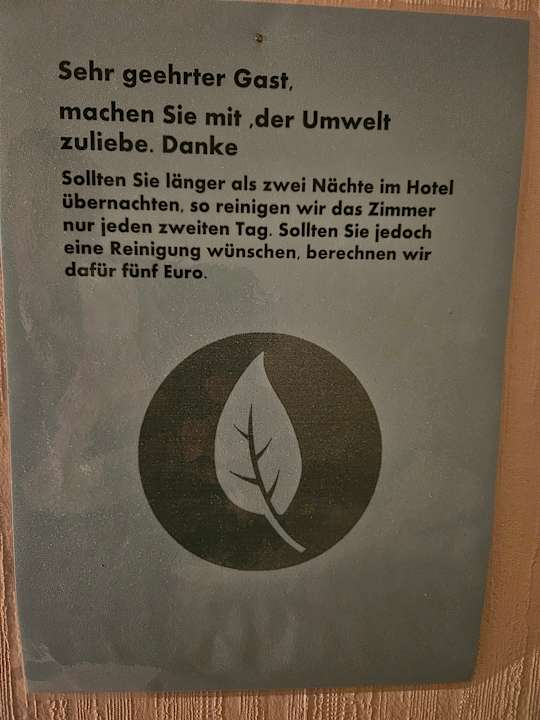 Sehr geehrter Gast,
machen Sie mit ,der Umwelt
zuliebe. Danke
Sollten Sie länger als zwei Nächte im Hotel
übernachten, so reinigen wir das Zimmer
nur jeden zweiten Tag. Sollten Sie jedoch
eine Reinigung wünschen, berechnen wir
dafür fünf Euro.